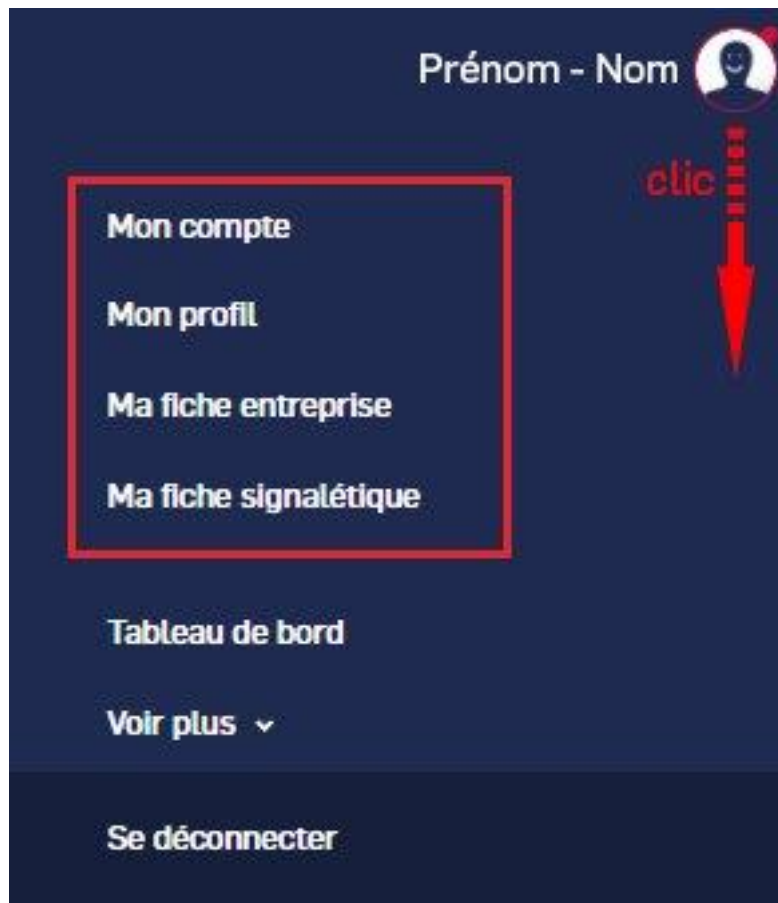 Prénom - Nom
clic
Mon compte
Mon profil
Ma fiche entreprise
Ma fiche signalétique
Tableau de bord
Voir plus
Se déconnecter